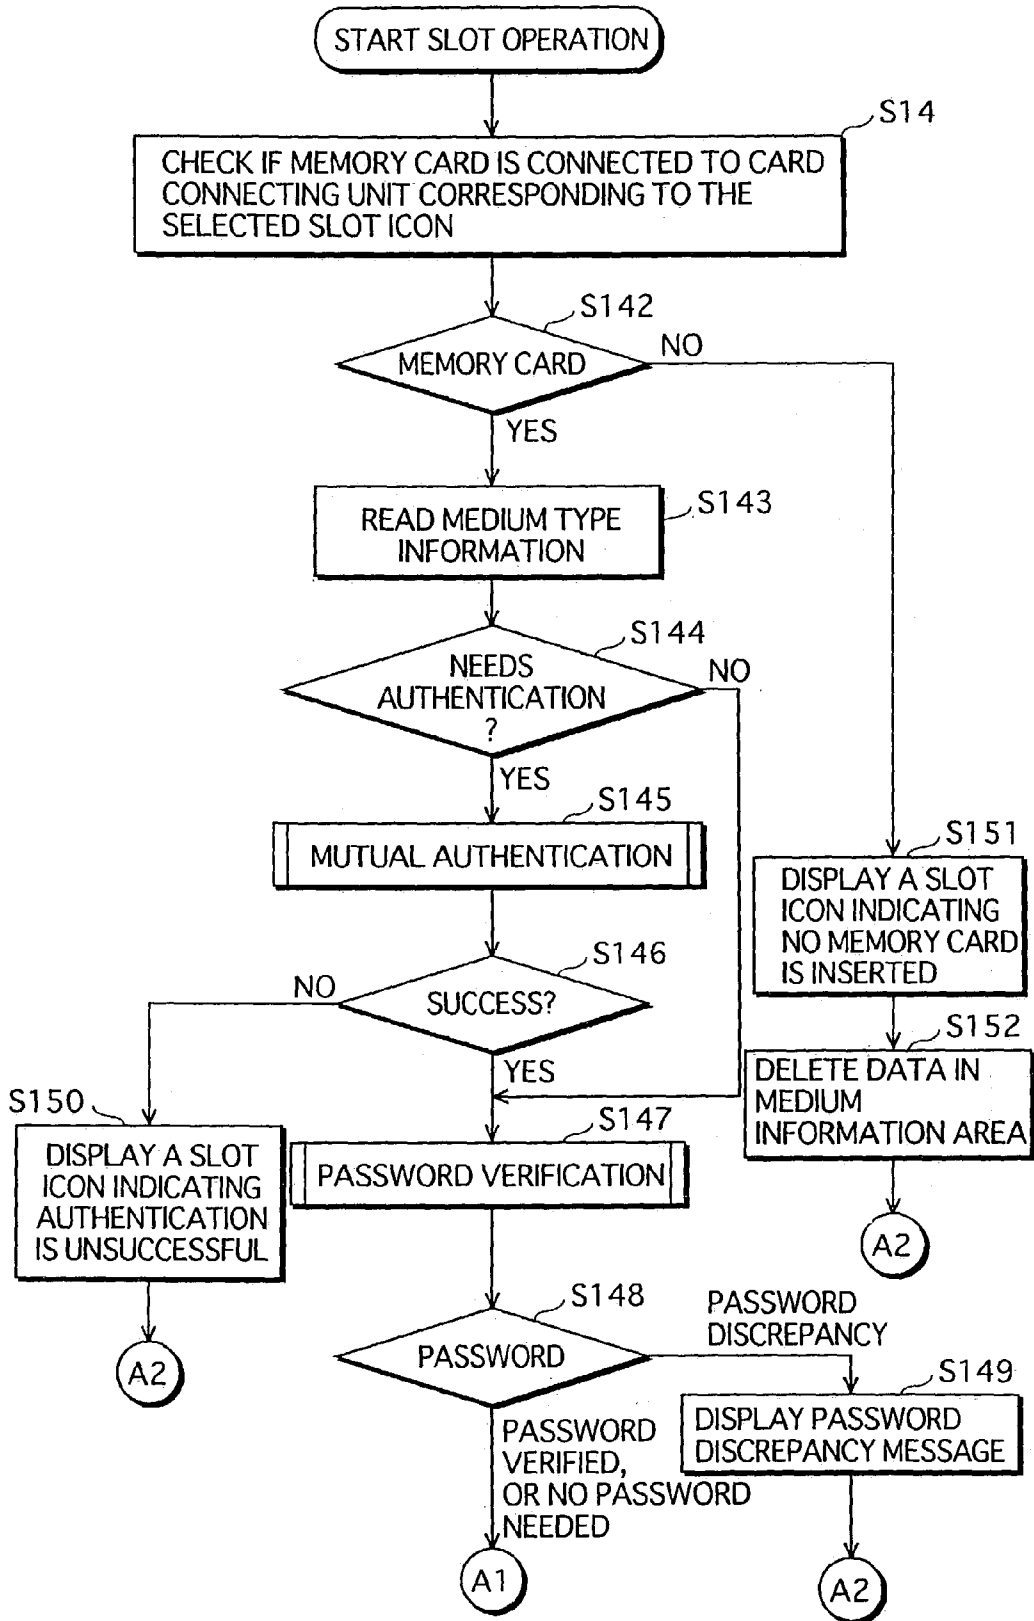 START SLOT OPERATION
S14
CHECK IF MEMORY CARD IS CONNECTED TO CARD
CONNECTING UNIT CORRESPONDING TO THE
SELECTED SLOT ICON
S142
MEMORY CARD
NO
YES
S143
READ MEDIUM TYPE
INFORMATION
S144
NEEDS
AUTHENTICATION
?
NO
YES
S145
MUTUAL AUTHENTICATION
S151
DISPLAY A SLOT
ICON INDICATING
NO MEMORY CARD
IS INSERTED
S146
SUCCESS?
NO
YES
S152
DELETE DATA IN
MEDIUM
INFORMATION AREA
A2
S150
DISPLAY A SLOT
ICON INDICATING
AUTHENTICATION
IS UNSUCCESSFUL
A2
S147
PASSWORD VERIFICATION
S148
PASSWORD
PASSWORD
DISCREPANCY
S149
DISPLAY PASSWORD
DISCREPANCY MESSAGE
PASSWORD
VERIFIED,
OR NO PASSWORD
NEEDED
A1
A2